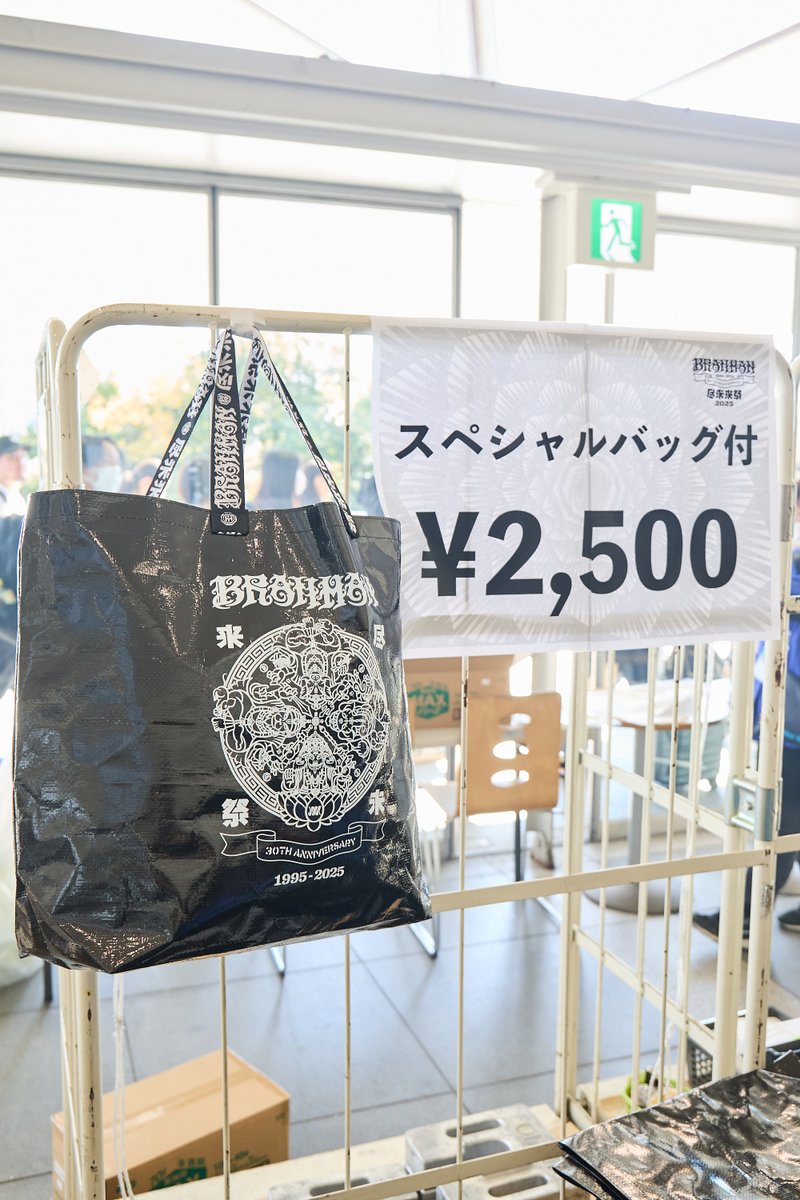 BRAHMAN
尽未来祭
2025
スペシャルバッグ付
¥2,500
BRAHMAN
来 尽
祭 未
30TH ANNIVERSARY
1995-2025